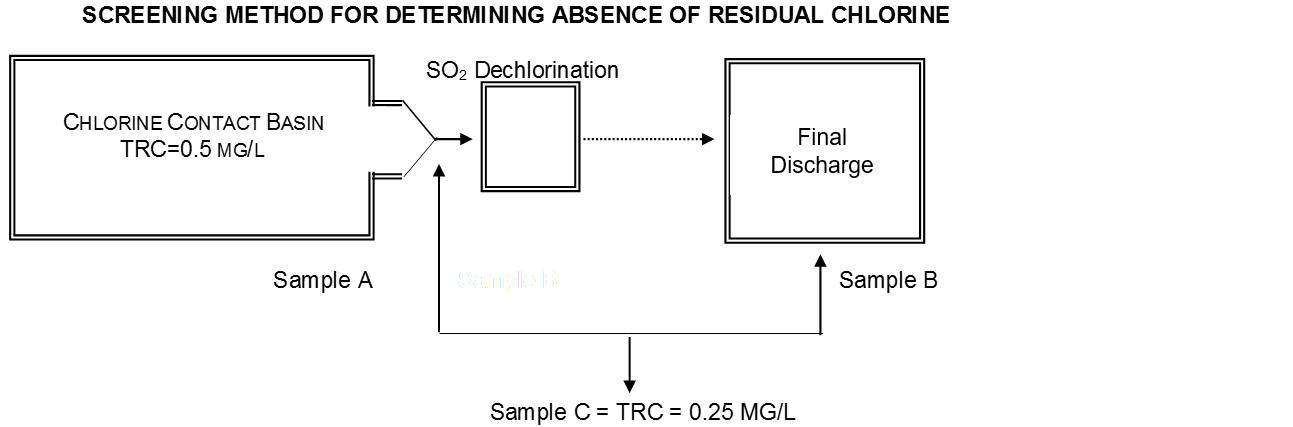 SCREENING METHOD FOR DETERMINING ABSENCE OF RESIDUAL CHLORINE
SO₂ Dechlorination
CHLORINE CONTACT BASIN
TRC=0.5 MG/L
Final
Discharge
Sample A
Sample B
Sample B
Sample C = TRC = 0.25 MG/L